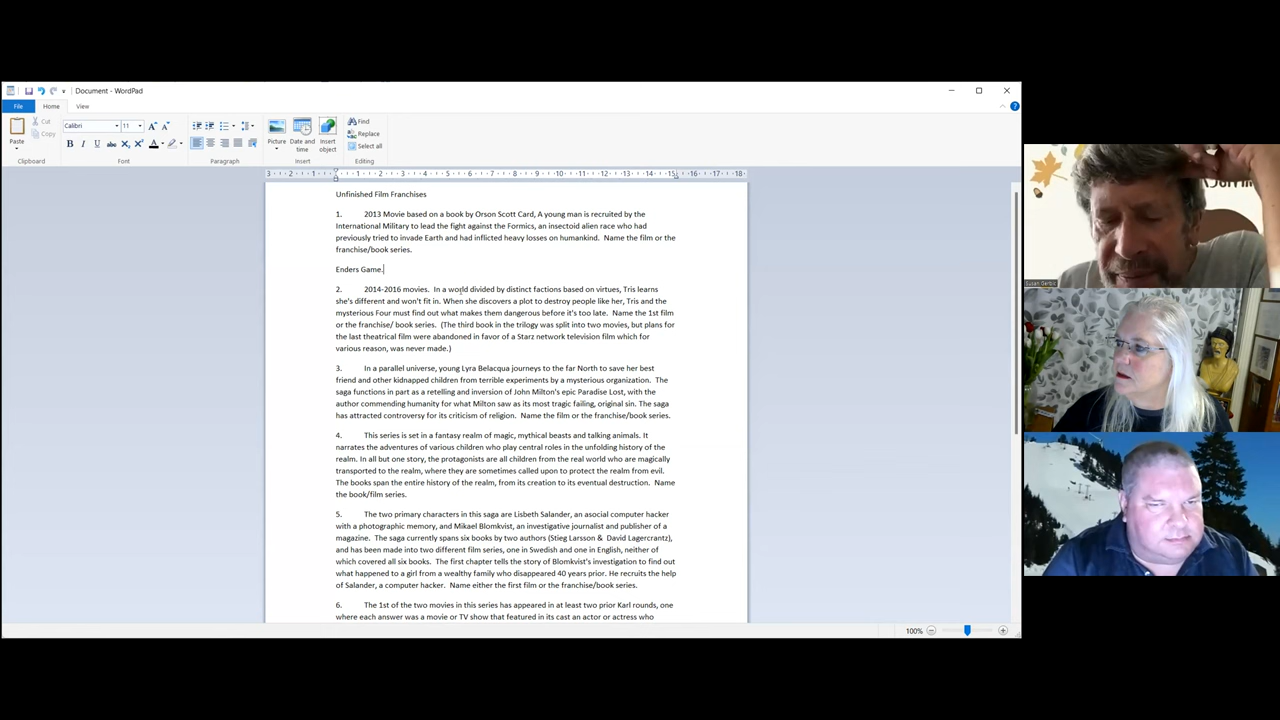 Document - WordPad
File Home View
Cut
Copy
Paste
Clipboard
Calibri 11
Font
Paragraph
Picture
Date and time
Insert object
Insert
Find
Replace
Select all
Editing
3 2 1 1 2 3 4 5 6 7 8 9 10 11 12 13 14 15 16 17 18
Unfinished Film Franchises
1. 2013 Movie based on a book by Orson Scott Card, A young man is recruited by the
International Military to lead the fight against the Formics, an insectoid alien race who had
previously tried to invade Earth and had inflicted heavy losses on humankind. Name the film or the
franchise/book series.
Enders Game.
2. 2014-2016 movies. In a world divided by distinct factions based on virtues, Tris learns
she's different and won't fit in. When she discovers a plot to destroy people like her, Tris and the
mysterious Four must find out what makes them dangerous before it's too late. Name the 1st film
or the franchise/ book series. (The third book in the trilogy was split into two movies, but plans for
the last theatrical film were abandoned in favor of a Starz network television film which for
various reason, was never made.)
3. In a parallel universe, young Lyra Belacqua journeys to the far North to save her best
friend and other kidnapped children from terrible experiments by a mysterious organization. The
saga functions in part as a retelling and inversion of John Milton's epic Paradise Lost, with the
author commending humanity for what Milton saw as its most tragic failing, original sin. The saga
has attracted controversy for its criticism of religion. Name the film or the franchise/book series.
4. This series is set in a fantasy realm of magic, mythical beasts and talking animals. It
narrates the adventures of various children who play central roles in the unfolding history of the
realm. In all but one story, the protagonists are all children from the real world who are magically
transported to the realm, where they are sometimes called upon to protect the realm from evil.
The books span the entire history of the realm, from its creation to its eventual destruction. Name
the book/film series.
5. The two primary characters in this saga are Lisbeth Salander, an asocial computer hacker
with a photographic memory, and Mikael Blomkvist, an investigative journalist and publisher of a
magazine. The saga currently spans six books by two authors (Stieg Larsson & David Lagercrantz),
and has been made into two different film series, one in Swedish and one in English, neither of
which covered all six books. The first chapter tells the story of Blomkvist's investigation to find out
what happened to a girl from a wealthy family who disappeared 40 years prior. He recruits the help
of Salander, a computer hacker. Name either the first film or the franchise/book series.
6. The 1st of the two movies in this series has appeared in at least two prior Karl rounds, one
where each answer was a movie or TV show that featured in its cast an actor or actress who
100%
Susan Gerbic